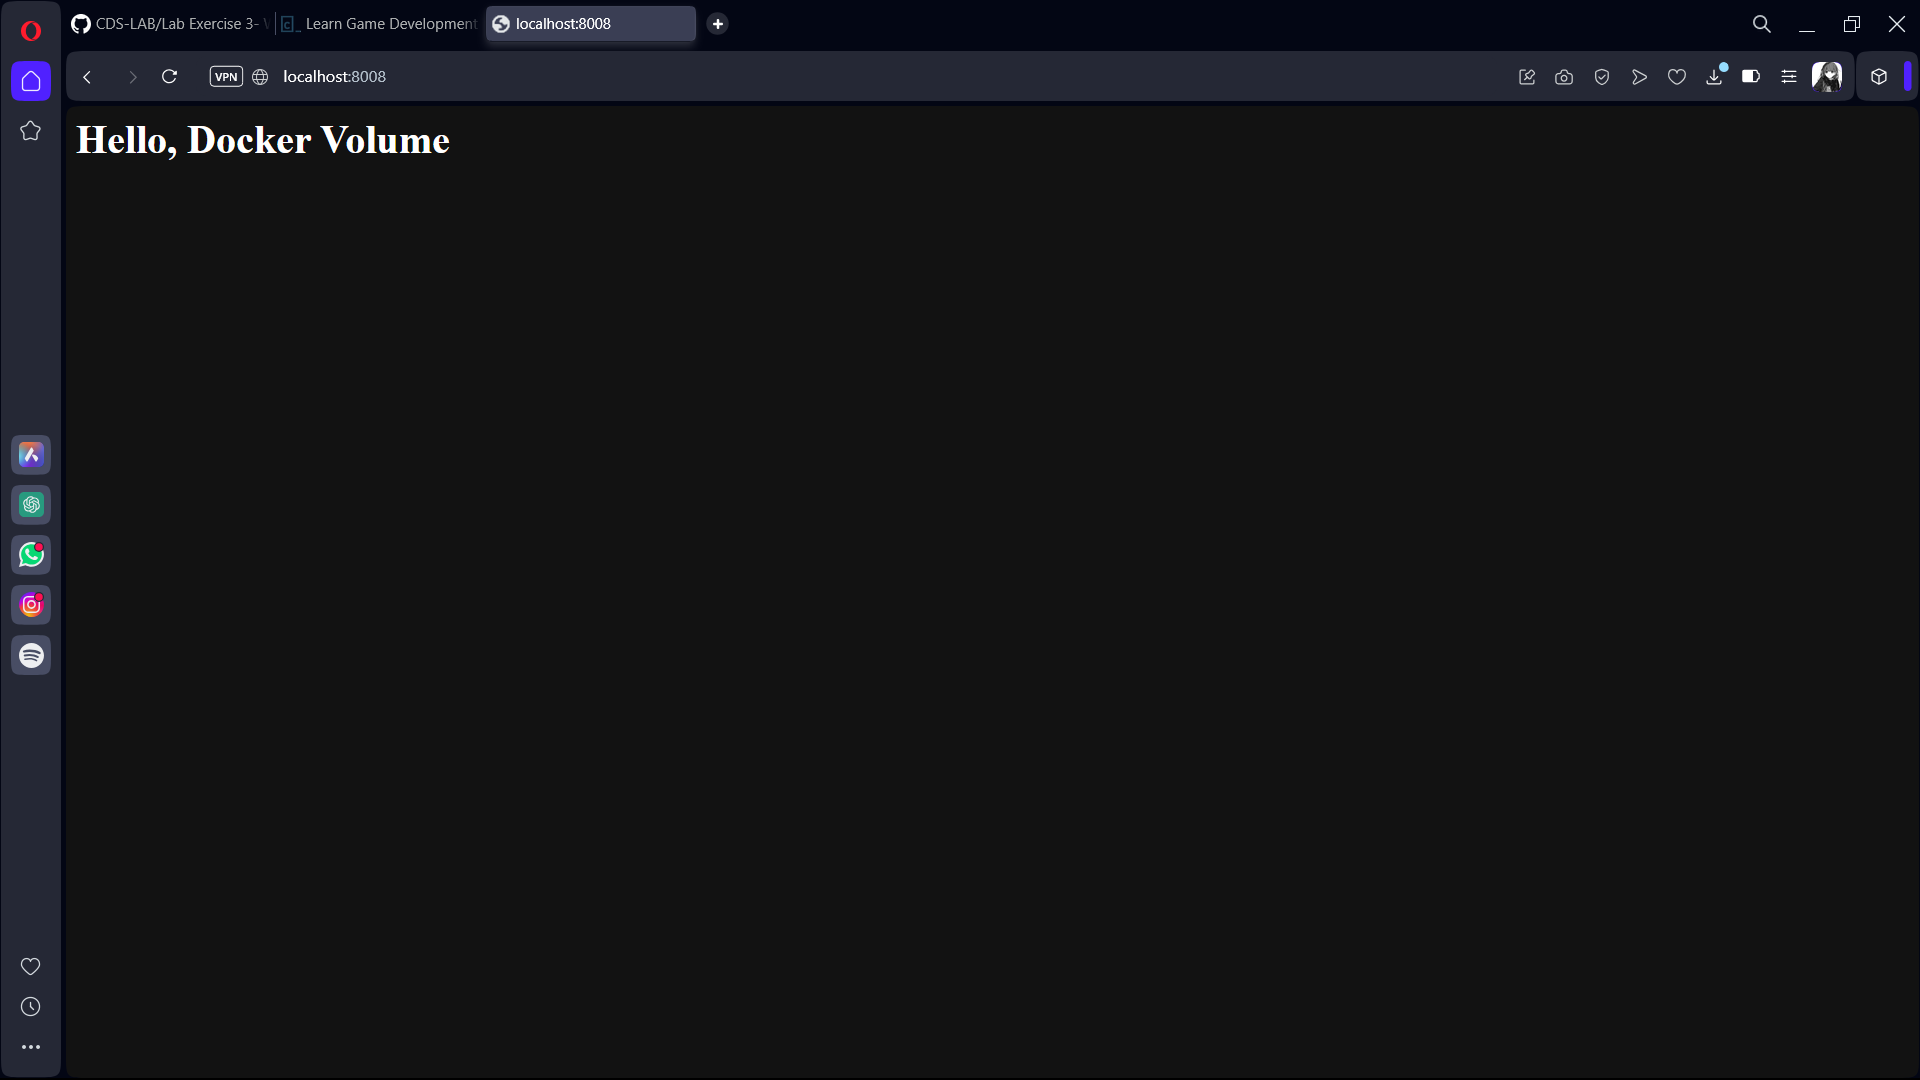 CDS-LAB/Lab Exercise 3-
Learn Game Development
localhost:8008
VPN
localhost:8008
Hello, Docker Volume